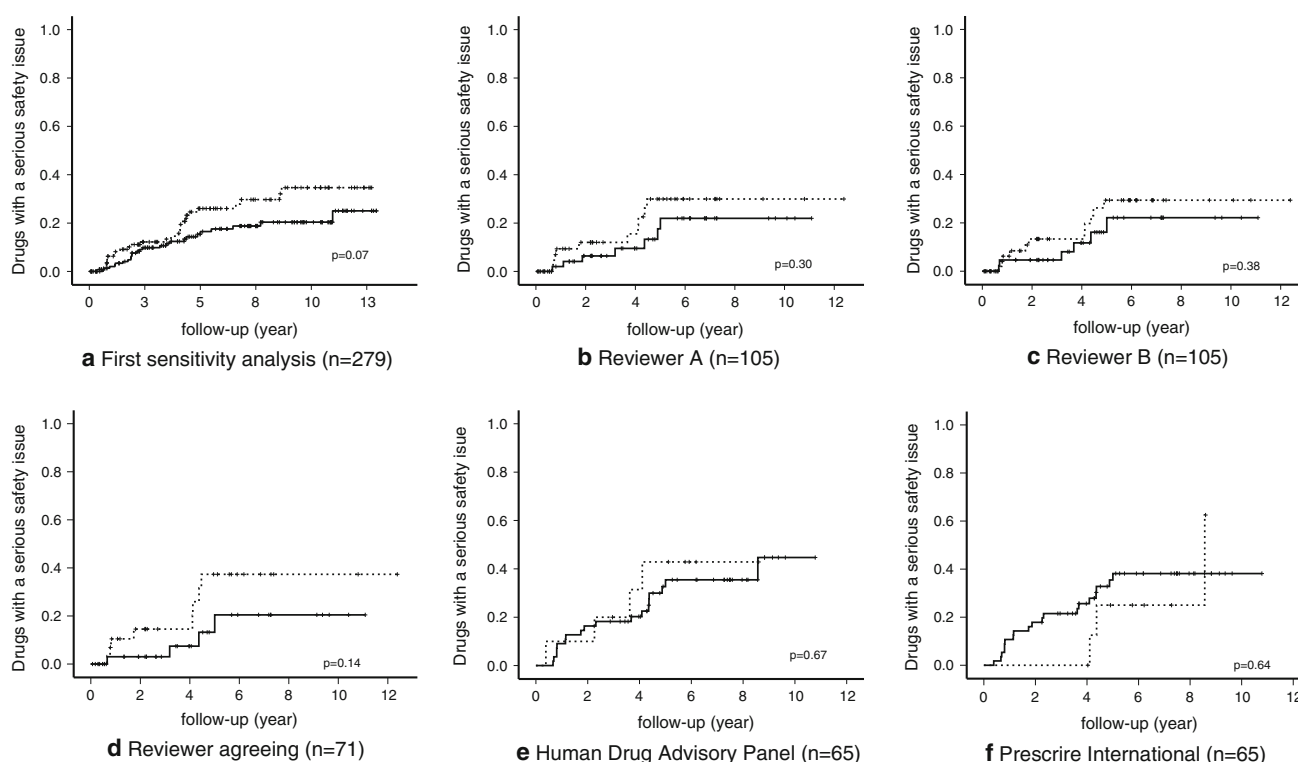 Drugs with a serious safety issue
1.0
0.8
0.6
0.4
0.2
0.0
p=0.07
0 3 5 8 10 13
follow-up (year)
a First sensitivity analysis (n=279)
Drugs with a serious safety issue
1.0
0.8
0.6
0.4
0.2
0.0
p=0.30
0 2 4 6 8 10 12
follow-up (year)
b Reviewer A (n=105)
Drugs with a serious safety issue
1.0
0.8
0.6
0.4
0.2
0.0
p=0.38
0 2 4 6 8 10 12
follow-up (year)
c Reviewer B (n=105)
Drugs with a serious safety issue
1.0
0.8
0.6
0.4
0.2
0.0
p=0.14
0 2 4 6 8 10 12
follow-up (year)
d Reviewer agreeing (n=71)
Drugs with a serious safety issue
1.0
0.8
0.6
0.4
0.2
0.0
p=0.67
0 2 4 6 8 10 12
follow-up (year)
e Human Drug Advisory Panel (n=65)
Drugs with a serious safety issue
1.0
0.8
0.6
0.4
0.2
0.0
p=0.64
0 2 4 6 8 10 12
follow-up (year)
f Prescrire International (n=65)